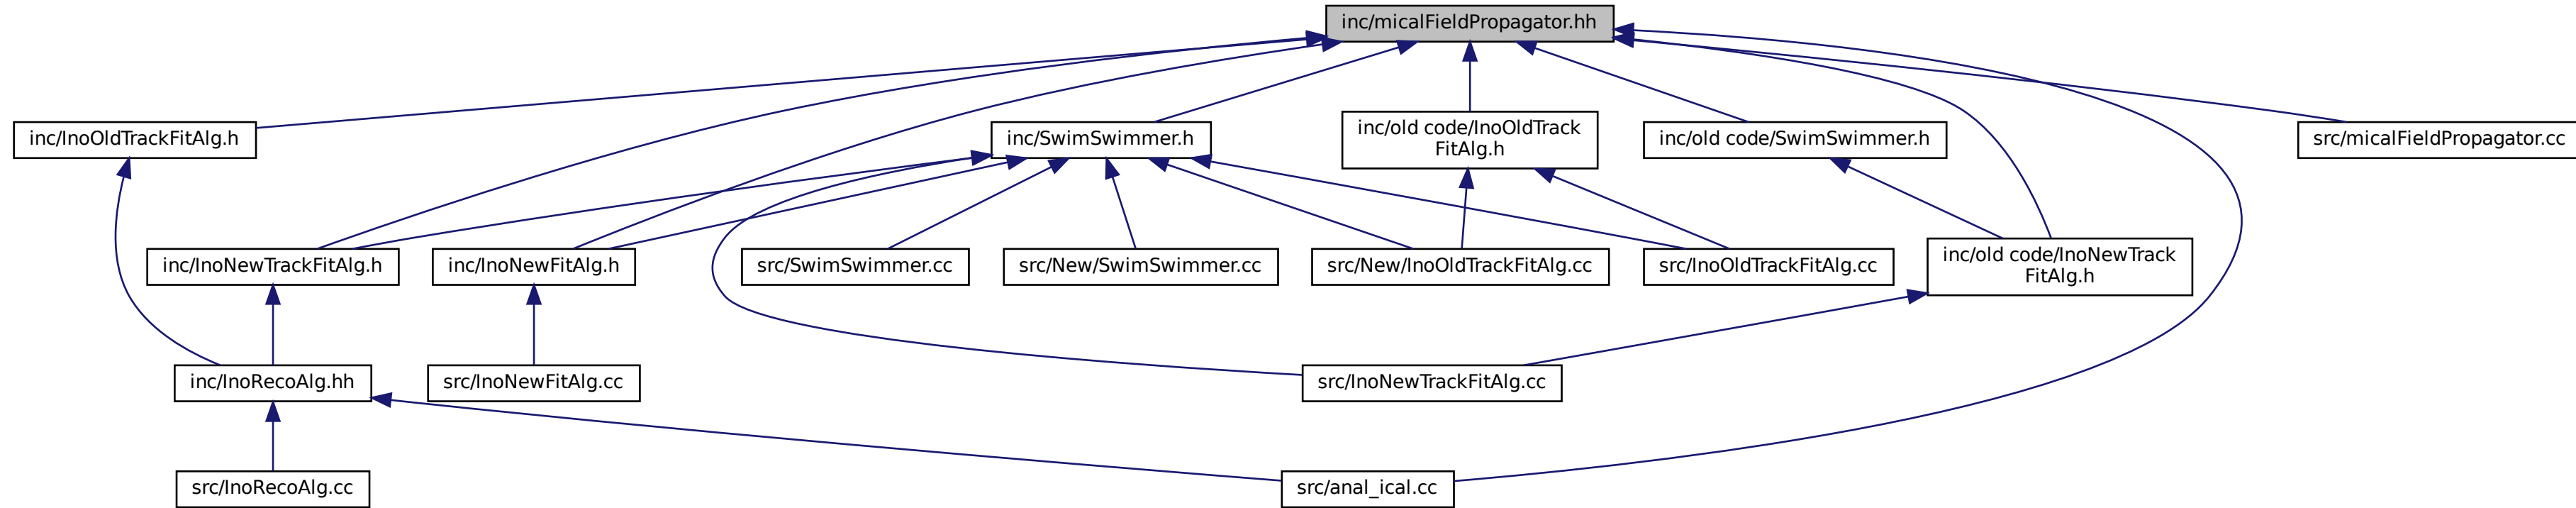 inc/micalFieldPropagator.hh
inc/InoOldTrackFitAlg.h
inc/SwimSwimmer.h
inc/old code/InoOldTrack
FitAlg.h
inc/old code/SwimSwimmer.h
src/micalFieldPropagator.cc
inc/InoNewTrackFitAlg.h
inc/InoNewFitAlg.h
src/SwimSwimmer.cc
src/New/SwimSwimmer.cc
src/New/InoOldTrackFitAlg.cc
src/InoOldTrackFitAlg.cc
inc/old code/InoNewTrack
FitAlg.h
inc/InoRecoAlg.hh
src/InoNewFitAlg.cc
src/InoNewTrackFitAlg.cc
src/InoRecoAlg.cc
src/anal_ical.cc